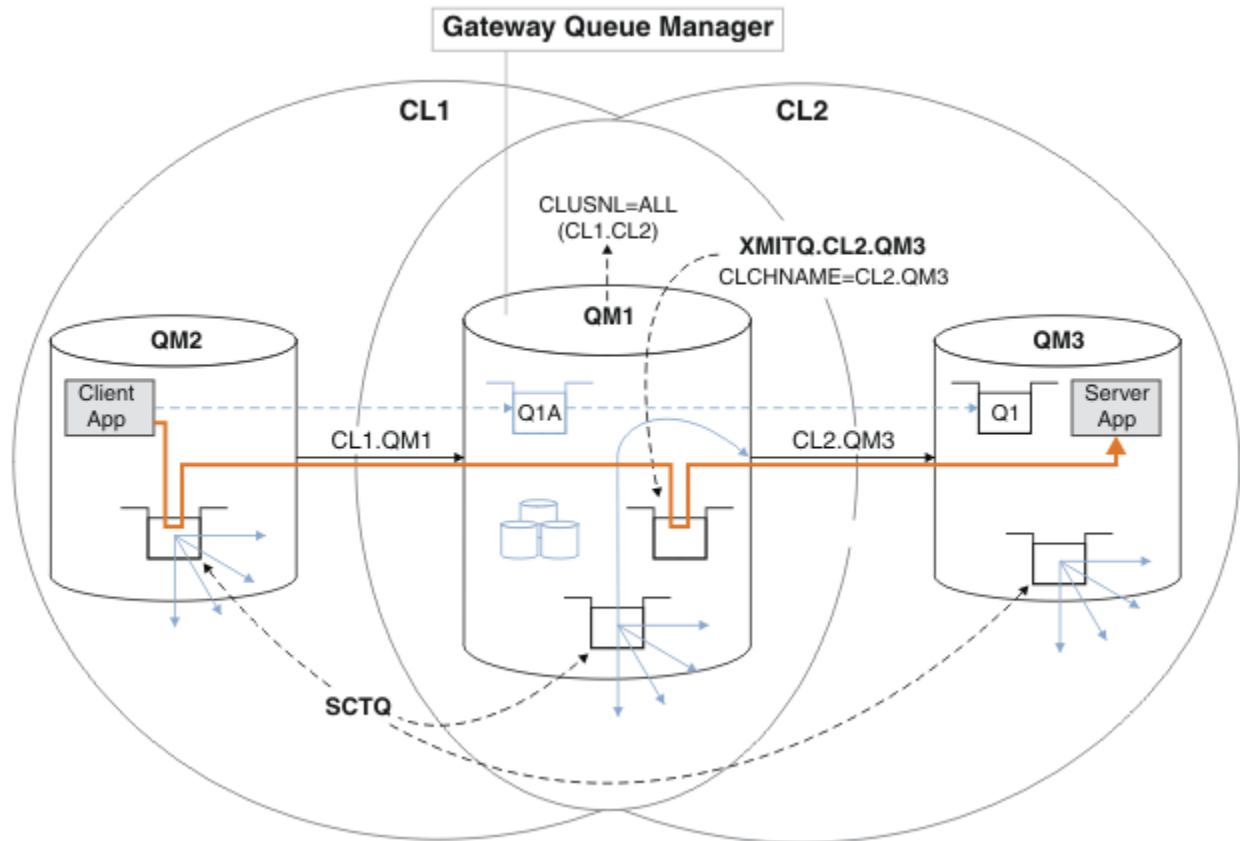 Gateway Queue Manager
CL1
CL2
CLUSNL=ALL
(CL1.CL2)
XMITQ.CL2.QM3
CLCHNAME=CL2.QM3
QM2
QM1
QM3
Client
App
Q1A
Q1
Server
App
CL1.QM1
CL2.QM3
SCTQ